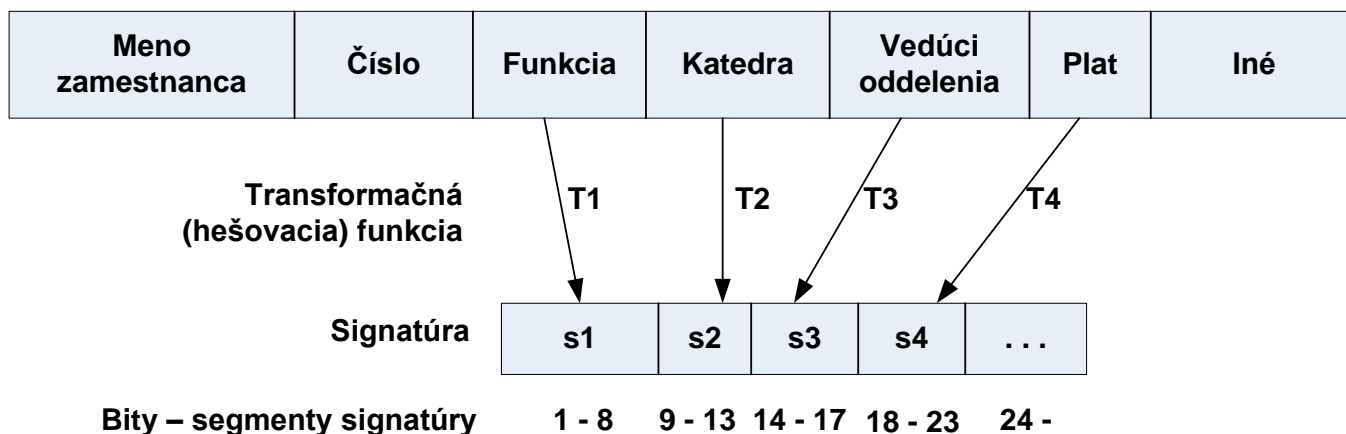 Meno zamestnanca Číslo Funkcia Katedra Vedúci oddelenia Plat Iné
Transformačná
(hešovacia) funkcia
T1 T2 T3 T4
Signatúra s1 s2 s3 s4 . . .
Bity – segmenty signatúry 1 - 8 9 - 13 14 - 17 18 - 23 24 -